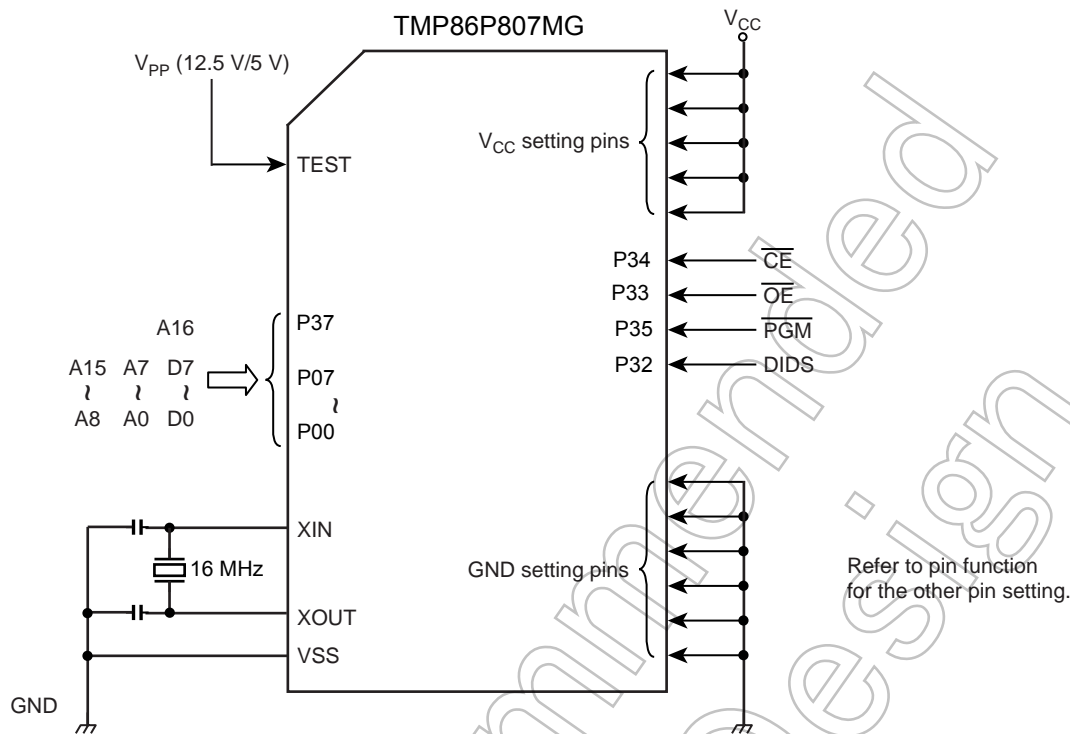 TMP86P807MG
VCC
VPP (12.5 V/5 V)
VCC setting pins
TEST
P34 CE
P33 OE
P35 PGM
P32 DIDS
A16
P37
A15 A7 D7
P07
~ ~ ~
~
A8 A0 D0
P00
XIN
16 MHz
XOUT
VSS
GND
GND setting pins
Refer to pin function
for the other pin setting.
mmended
esign